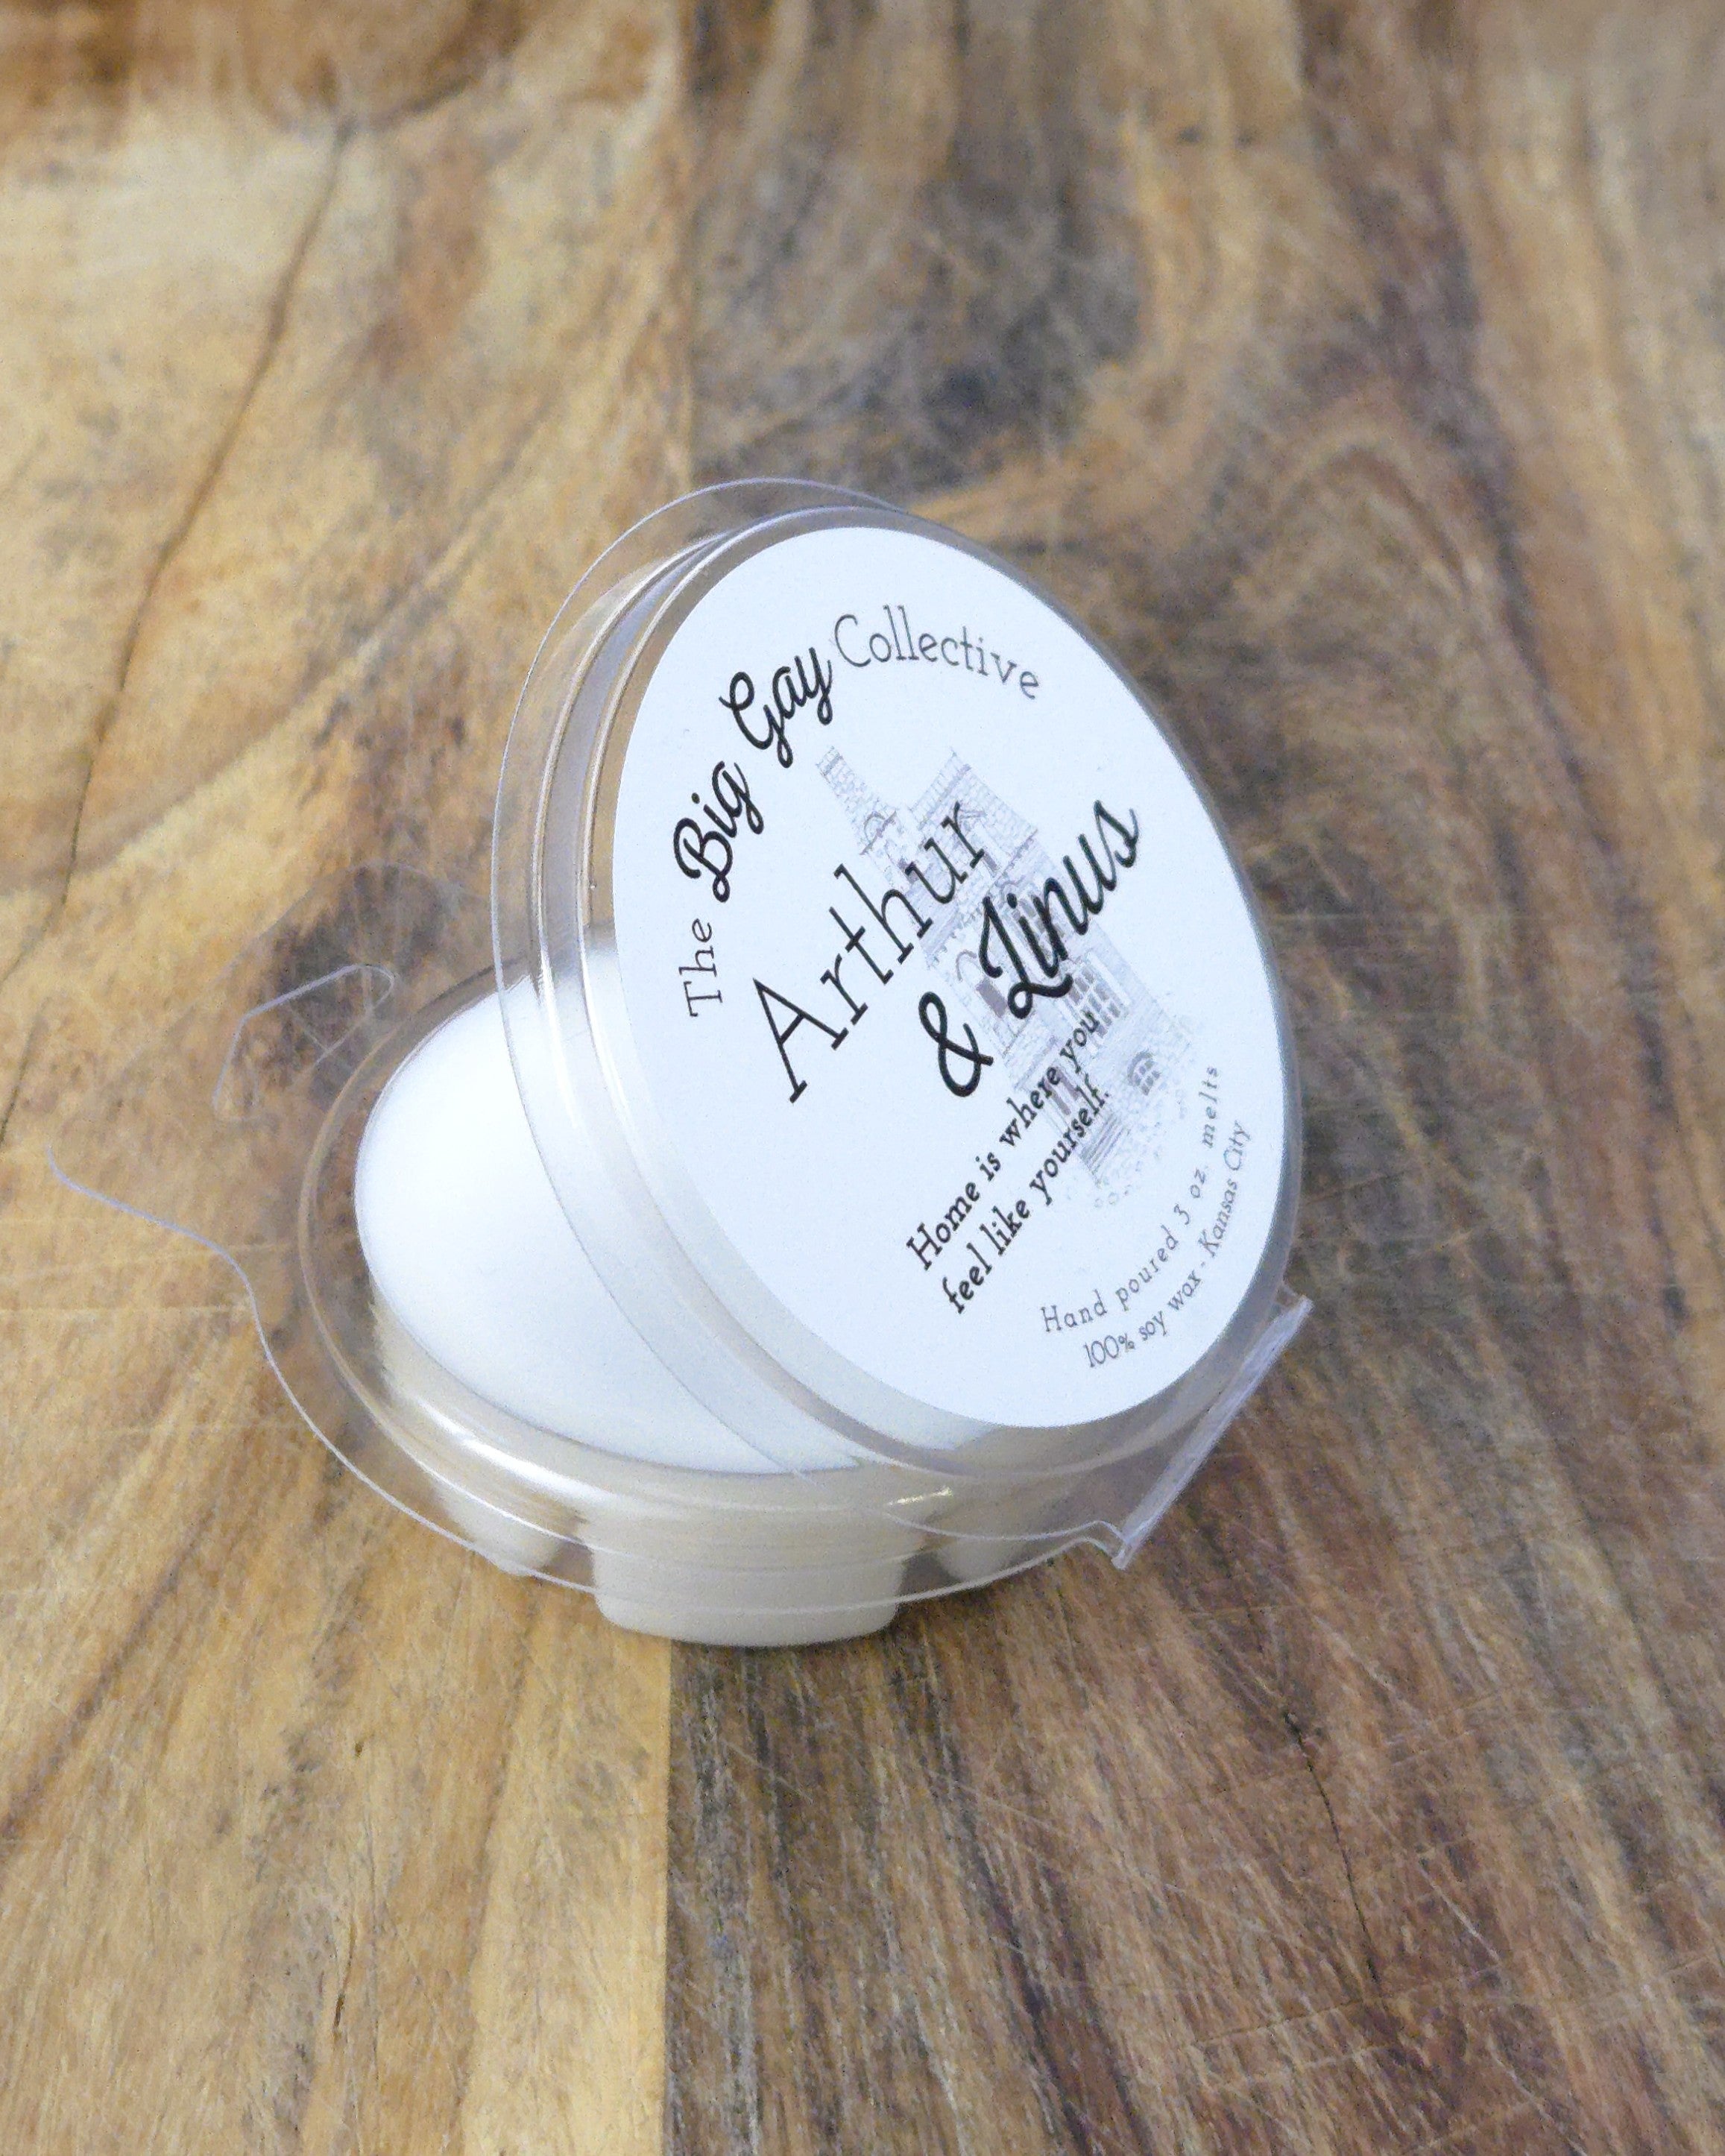 The Big Gay Collective
Arthur
& Linus
Home is where you
feel like yourself.
Hand poured 3 oz. melts
100% soy wax - Kansas City